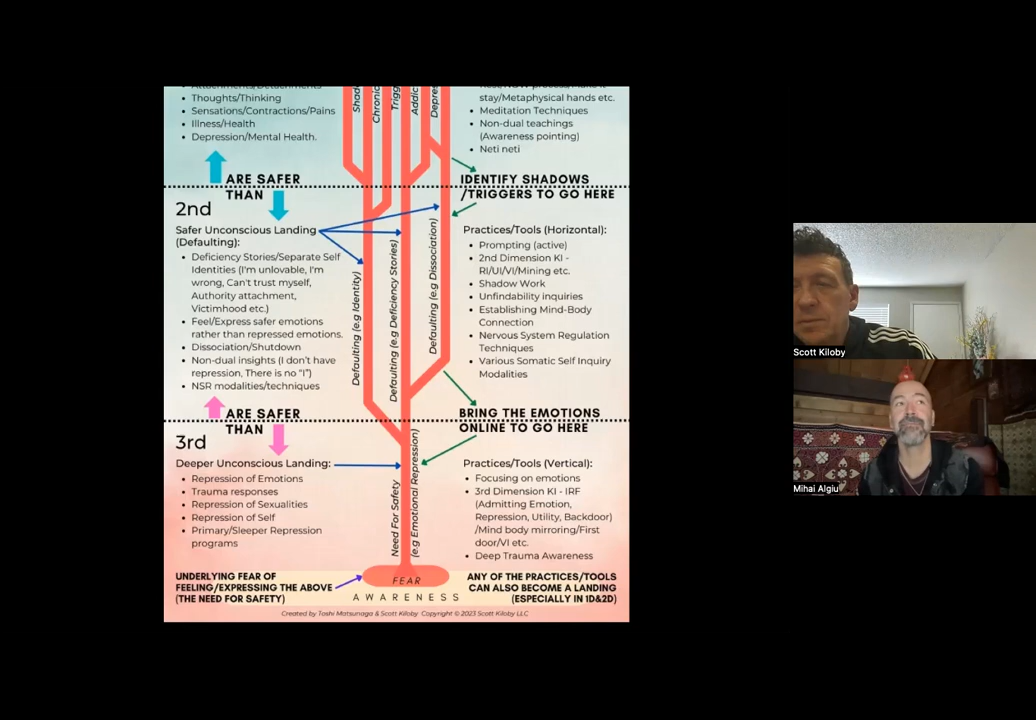 Attachments/Detachments
Thoughts/Thinking
Sensations/Contractions/Pains
Illness/Health
Depression/Mental Health.
ARE SAFER
THAN
2nd
Safer Unconscious Landing
(Defaulting):
Deficiency Stories/Separate Self
Identities (I'm unlovable, I'm
wrong, Can't trust myself,
Authority attachment,
Victimhood etc.)
Feel/Express safer emotions
rather than repressed emotions.
Dissociation/Shutdown
Non-dual insights (I don't have
repression, There is no "I")
NSR modalities/techniques
ARE SAFER
THAN
3rd
Deeper Unconscious Landing:
Repression of Emotions
Trauma responses
Repression of Sexualities
Repression of Self
Primary/Sleeper Repression
programs
UNDERLYING FEAR OF
FEELING/EXPRESSING THE ABOVE
(THE NEED FOR SAFETY)
Shado
Chronic
Trigg
Addic
Depres
Defaulting (e.g Identity)
Defaulting (e.g Deficiency Stories)
Defaulting (e.g Dissociation)
Need For Safety
(e.g Emotional Repression)
FEAR
AWARENESS
stay/Metaphysical hands etc.
Meditation Techniques
Non-dual teachings
(Awareness pointing)
Neti neti
IDENTIFY SHADOWS
/TRIGGERS TO GO HERE
Practices/Tools (Horizontal):
Prompting (active)
2nd Dimension KI -
RI/UI/VI/Mining etc.
Shadow Work
Unfindability inquiries
Establishing Mind-Body
Connection
Nervous System Regulation
Techniques
Various Somatic Self Inquiry
Modalities
BRING THE EMOTIONS
ONLINE TO GO HERE
Practices/Tools (Vertical):
Focusing on emotions
3rd Dimension KI - IRF
(Admitting Emotion,
Repression, Utility, Backdoor)
/Mind body mirroring/First
door/VI etc.
Deep Trauma Awareness
ANY OF THE PRACTICES/TOOLS
CAN ALSO BECOME A LANDING
(ESPECIALLY IN 1D&2D)
Created by Toshi Matsunaga & Scott Kiloby Copyright © 2023 Scott Kiloby LLC
Scott Kiloby
Mihai Algiu